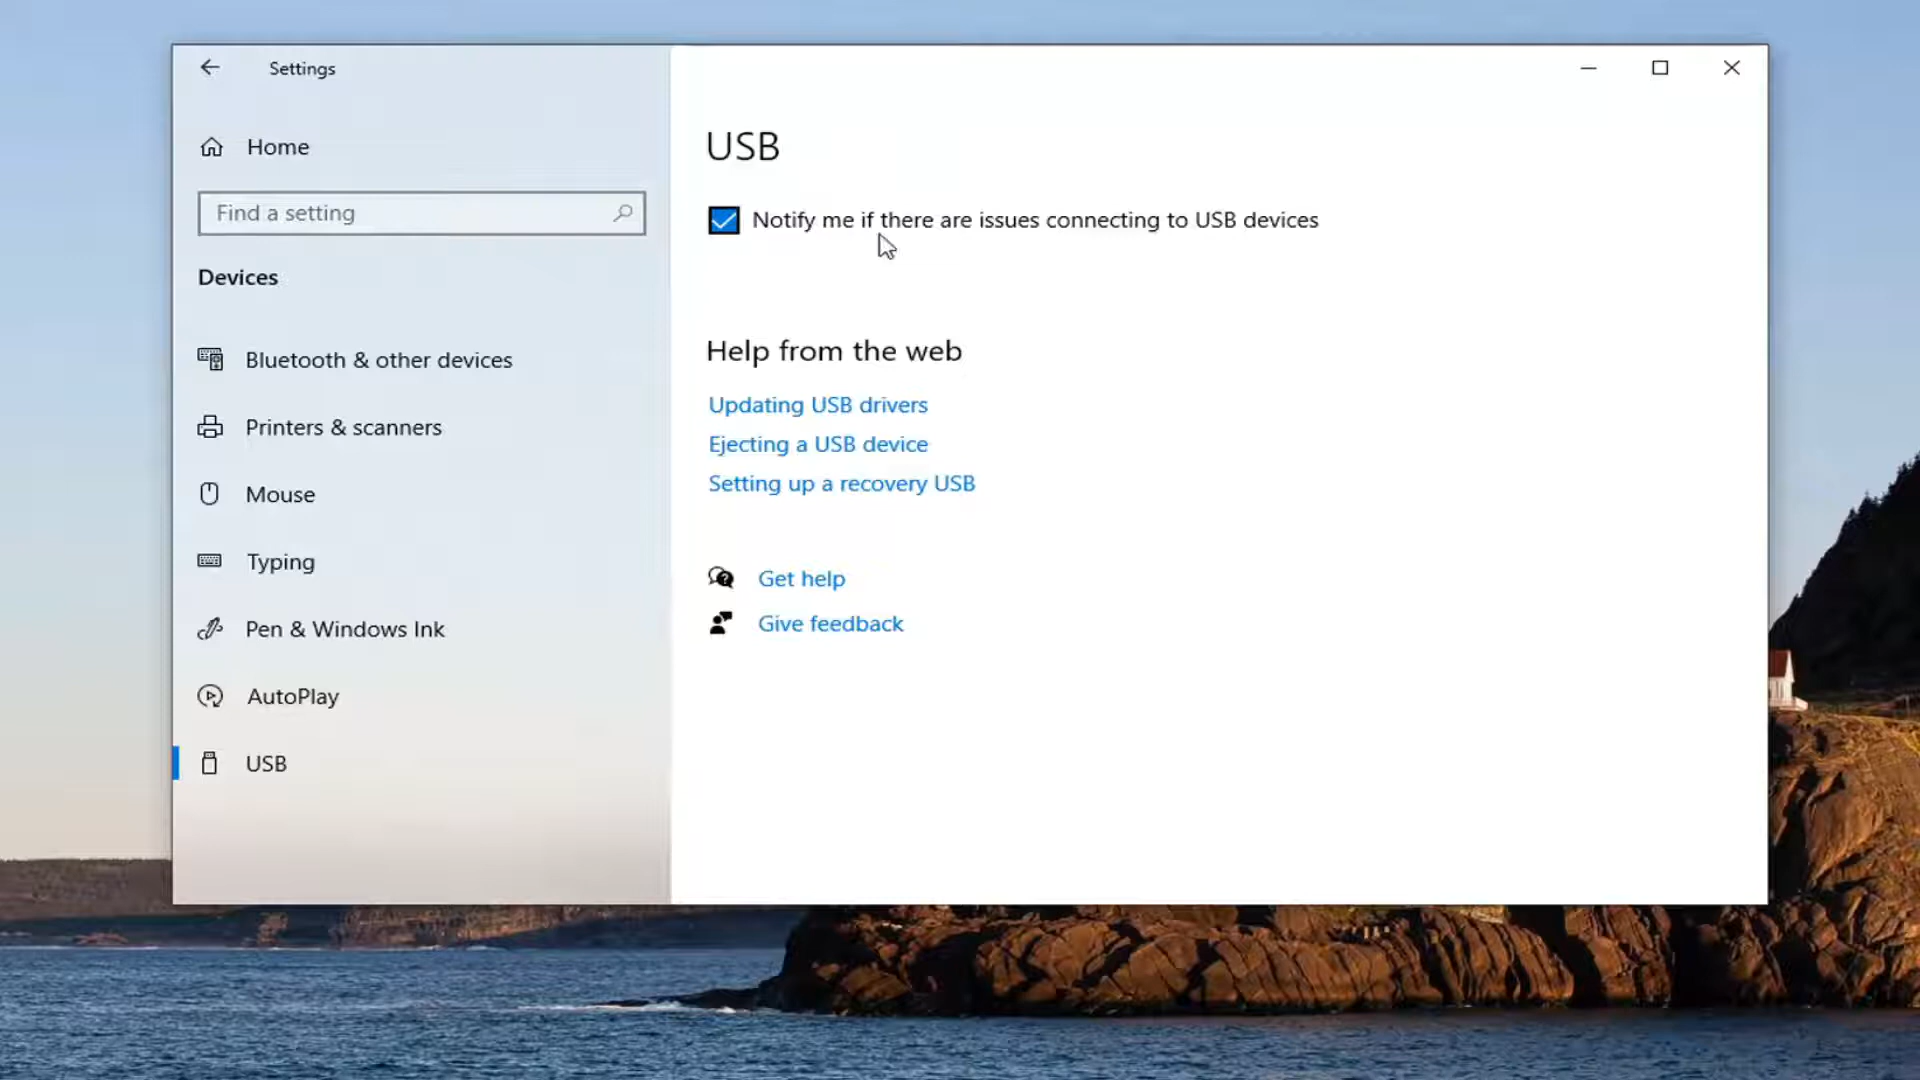 Settings
Home
Find a setting
Devices
Bluetooth & other devices
Printers & scanners
Mouse
Typing
Pen & Windows Ink
AutoPlay
USB
USB
Notify me if there are issues connecting to USB devices
Help from the web
Updating USB drivers
Ejecting a USB device
Setting up a recovery USB
Get help
Give feedback